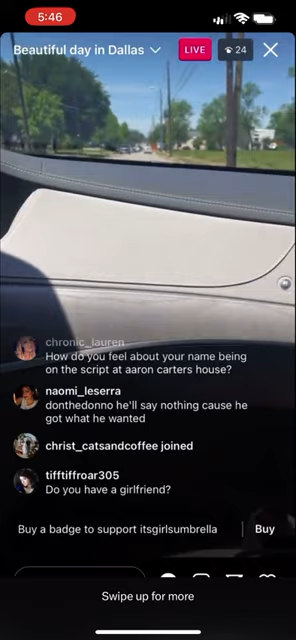 5:46
Beautiful day in Dallas
LIVE
24
chronic_lauren
How do you feel about your name being
on the script at aaron carters house?
naomi_leserra
donthedonno he'll say nothing cause he
got what he wanted
christ_catsandcoffee joined
tifftiffroar305
Do you have a girlfriend?
Buy a badge to support itsgirlsumbrella
Buy
Swipe up for more